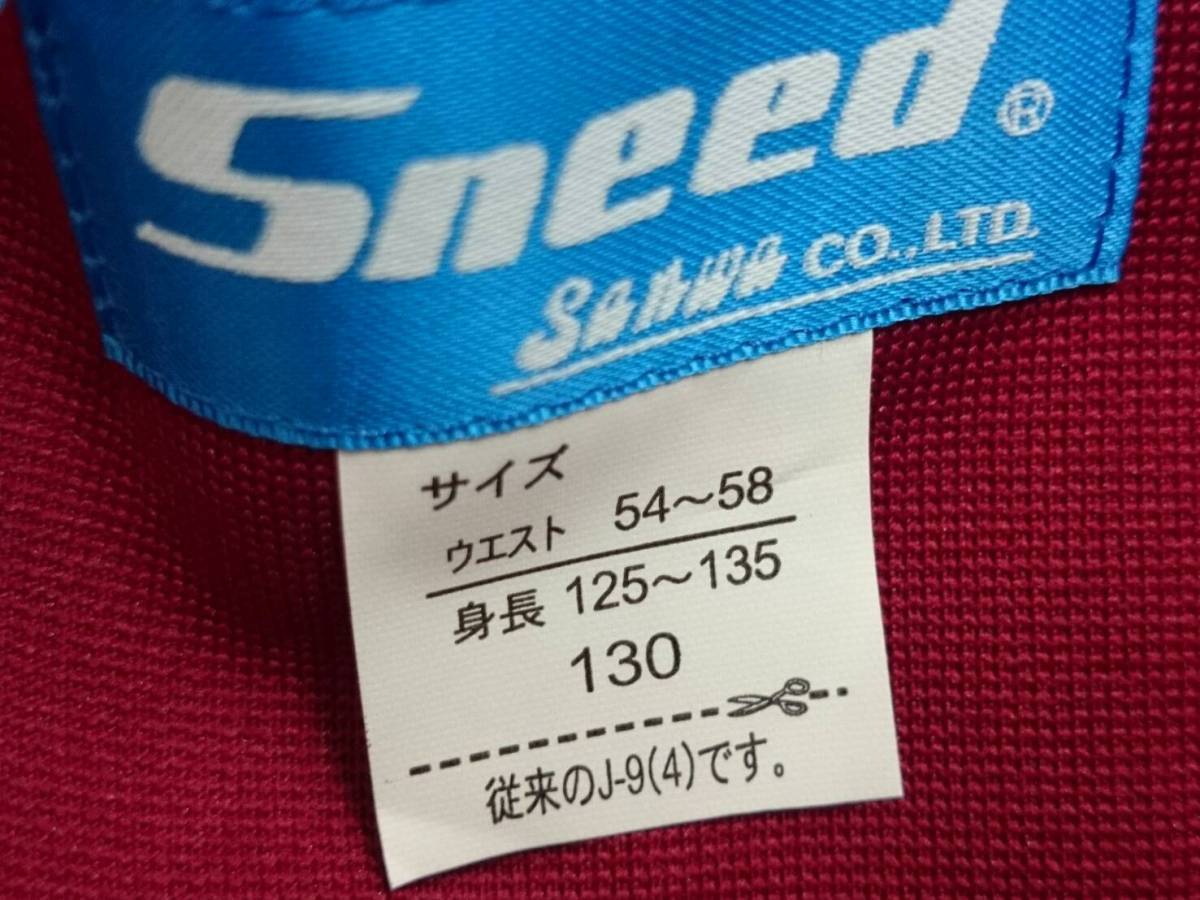 Sneed®
Sanwa CO.,LTD.
サイズ
ウエスト 54～58
身長 125～135
130
従来のJ-9(4)です。